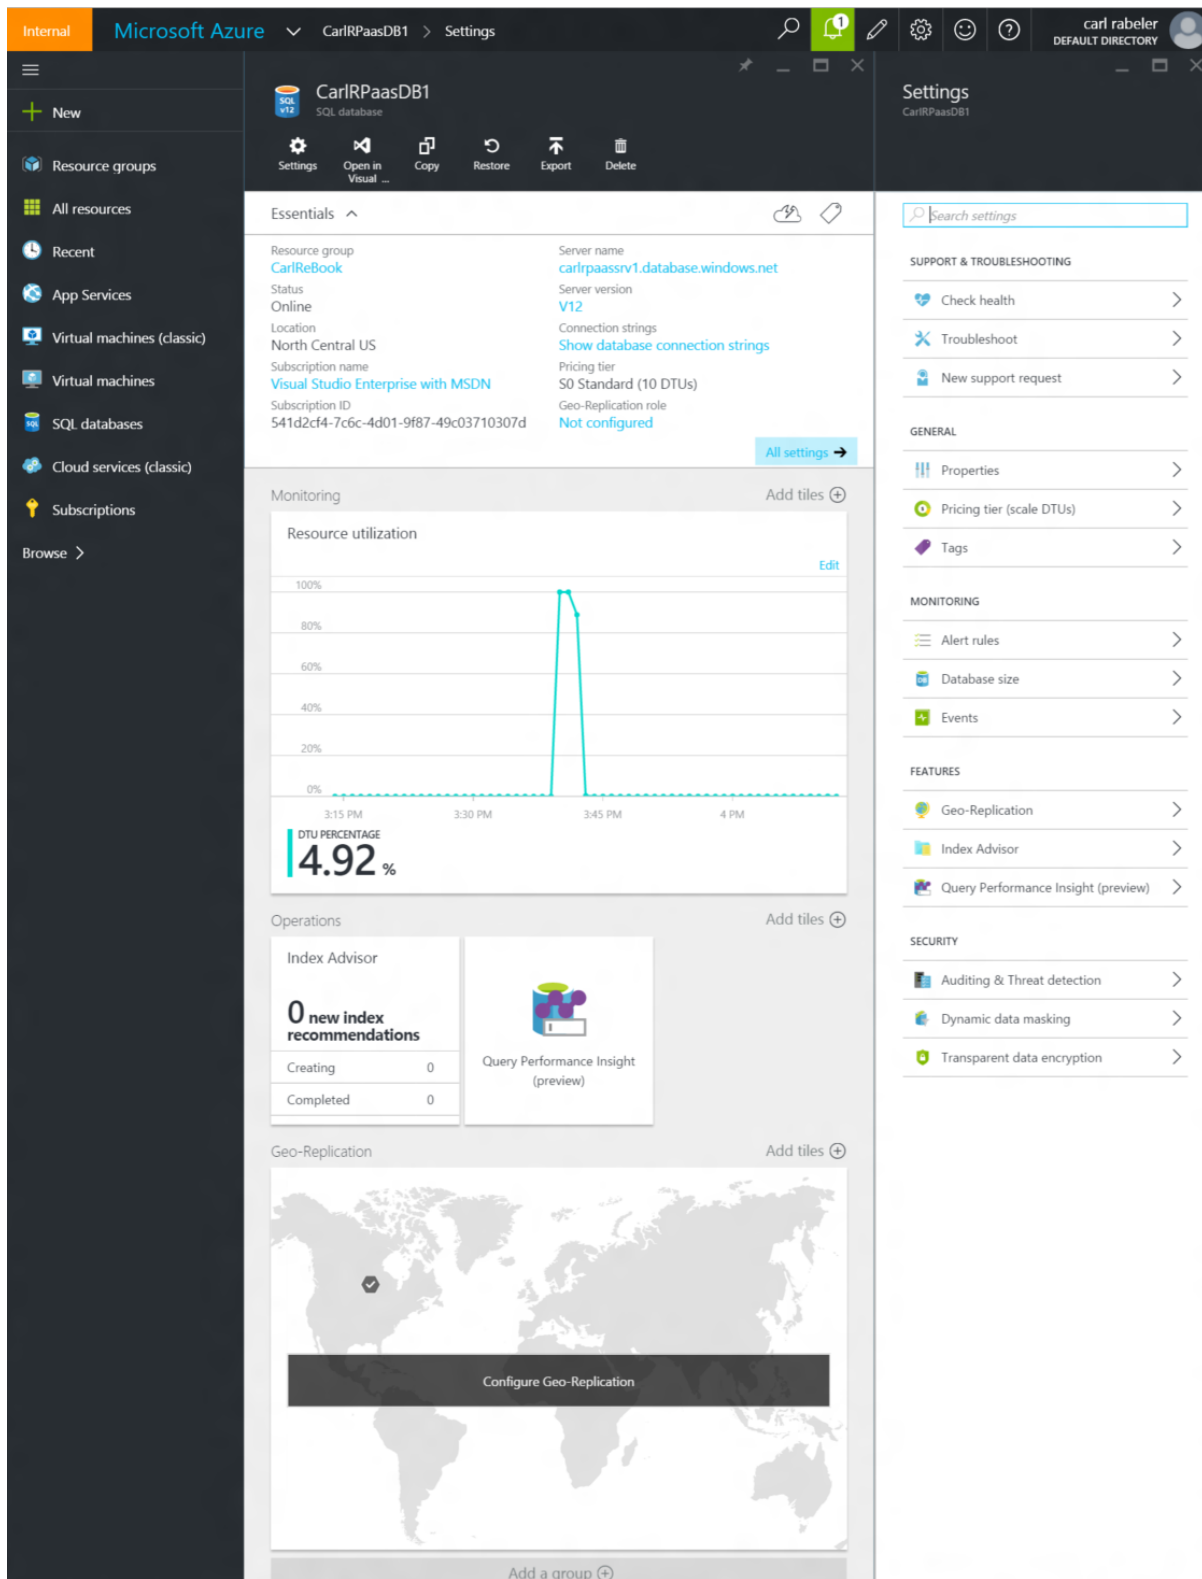 Internal
Microsoft Azure
CarlRPaasDB1 > Settings
1
carl rabeler
DEFAULT DIRECTORY
New
Resource groups
All resources
Recent
App Services
Virtual machines (classic)
Virtual machines
SQL databases
Cloud services (classic)
Subscriptions
Browse >
SQL
v12
CarlRPaasDB1
SQL database
Settings
Open in
Visual ...
Copy
Restore
Export
Delete
Essentials
Resource group
CarlReBook
Status
Online
Location
North Central US
Subscription name
Visual Studio Enterprise with MSDN
Subscription ID
541d2cf4-7c6c-4d01-9f87-49c03710307d
Server name
carlrpaassrv1.database.windows.net
Server version
V12
Connection strings
Show database connection strings
Pricing tier
S0 Standard (10 DTUs)
Geo-Replication role
Not configured
All settings →
Monitoring
Add tiles
Resource utilization
Edit
100%
80%
60%
40%
20%
0%
3:15 PM 3:30 PM 3:45 PM 4 PM
DTU PERCENTAGE
4.92 %
Operations
Add tiles
Index Advisor
0 new index
recommendations
Creating 0
Completed 0
Query Performance Insight
(preview)
Geo-Replication
Add tiles
Configure Geo-Replication
Add a group
Settings
CarlRPaasDB1
Search settings
SUPPORT & TROUBLESHOOTING
Check health
Troubleshoot
New support request
GENERAL
Properties
Pricing tier (scale DTUs)
Tags
MONITORING
Alert rules
Database size
Events
FEATURES
Geo-Replication
Index Advisor
Query Performance Insight (preview)
SECURITY
Auditing & Threat detection
Dynamic data masking
Transparent data encryption